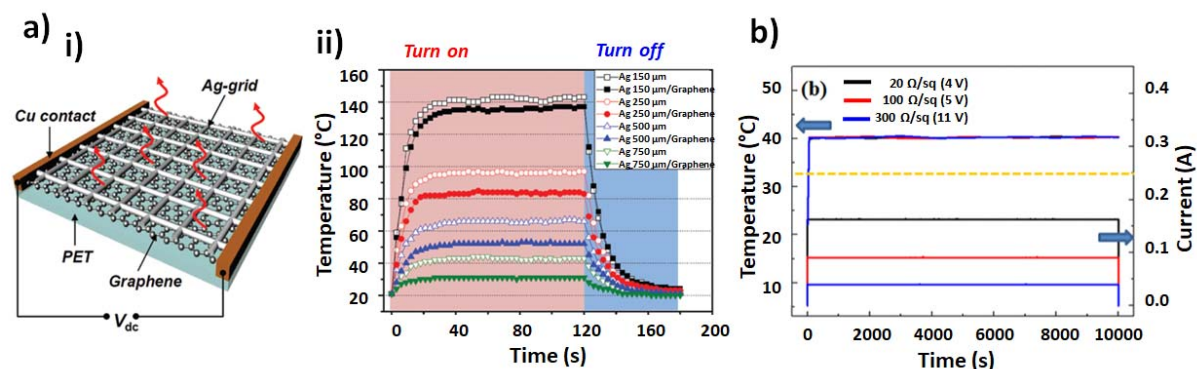 a)
i)
Ag-grid
Cu contact
PET
Graphene
Vdc
ii)
Turn on
Turn off
160
140
120
100
80
60
40
20
Temperature (°C)
Ag 150 µm
Ag 150 µm/Graphene
Ag 250 µm
Ag 250 µm/Graphene
Ag 500 µm
Ag 500 µm/Graphene
Ag 750 µm
Ag 750 µm/Graphene
0 40 80 120 160 200
Time (s)
b)
(b)
20 Ω/sq (4 V)
100 Ω/sq (5 V)
300 Ω/sq (11 V)
50
40
30
20
10
Temperature (°C)
0.4
0.3
0.2
0.1
0.0
Current (A)
0 2000 4000 6000 8000 10000
Time (s)